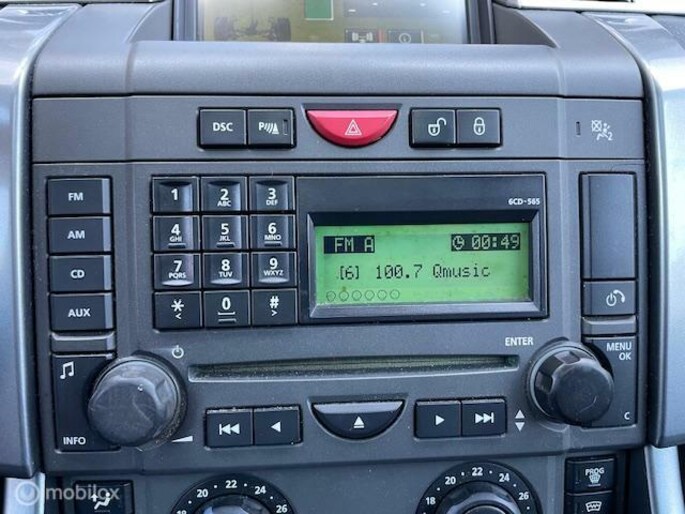 DSC P
6CD-565
FM 1 2 ABC 3 DEF
AM 4 GHI 5 JKL 6 MNO
CD 7 PQRS 8 TUV 9 WXYZ
AUX * < 0 # >
FM A 00:49
[6] 100.7 Qmusic
ENTER MENU OK
INFO C
20 22 24 26
18 20 22 24 26
PROG
mobilox